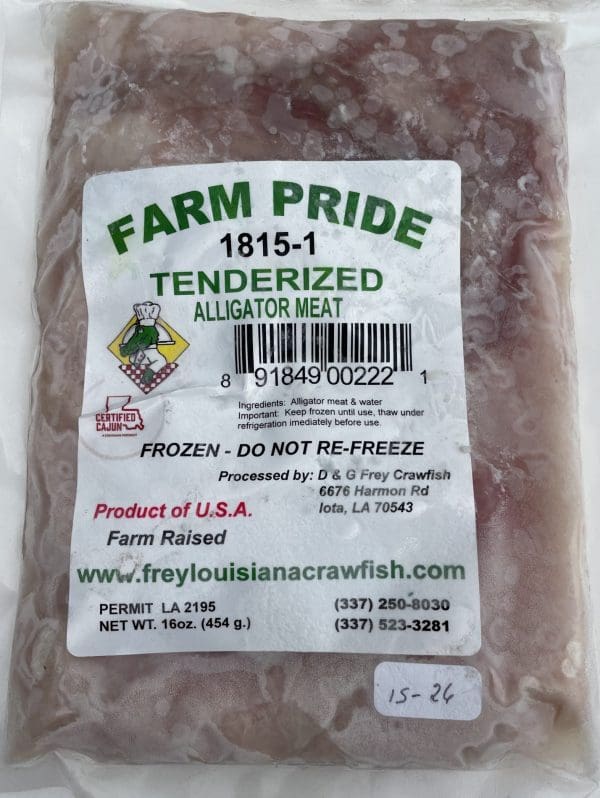 FARM PRIDE
1815-1
TENDERIZED
ALLIGATOR MEAT
8 91849 00222 1
CERTIFIED
CAJUN
Ingredients: Alligator meat & water
Important: Keep frozen until use, thaw under
refrigeration imediately before use.
FROZEN - DO NOT RE-FREEZE
Processed by: D & G Frey Crawfish
6676 Harmon Rd
Iota, LA 70543
Product of U.S.A.
Farm Raised
www.freylouisianacrawfish.com
PERMIT LA 2195
(337) 250-8030
NET WT. 16oz. (454 g.)
(337) 523-3281
15-24